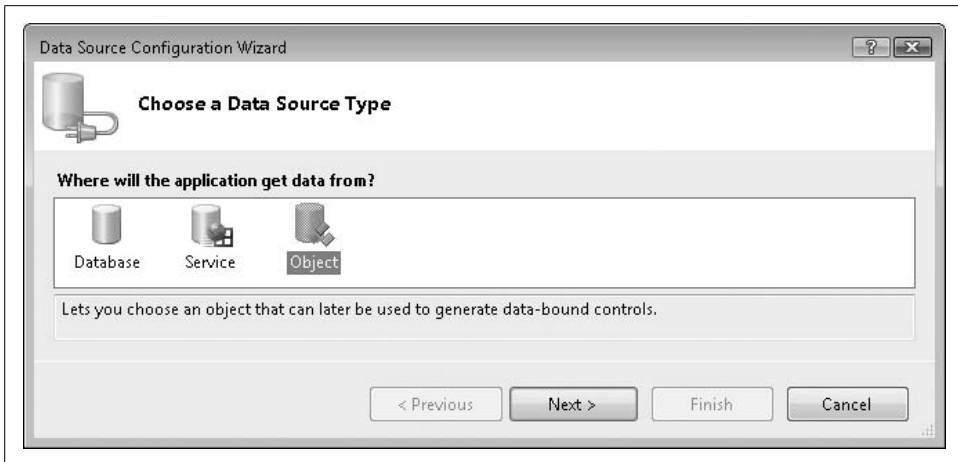 Data Source Configuration Wizard
?
Choose a Data Source Type
Where will the application get data from?
Database Service Object
Lets you choose an object that can later be used to generate data-bound controls.
< Previous Next > Finish Cancel